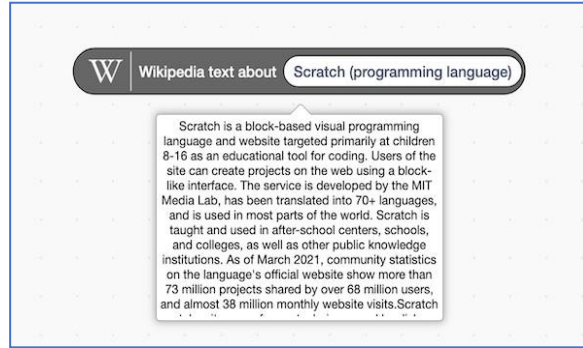 W Wikipedia text about Scratch (programming language)
Scratch is a block-based visual programming
language and website targeted primarily at children
8-16 as an educational tool for coding. Users of the
site can create projects on the web using a block-
like interface. The service is developed by the MIT
Media Lab, has been translated into 70+ languages,
and is used in most parts of the world. Scratch is
taught and used in after-school centers, schools,
and colleges, as well as other public knowledge
institutions. As of March 2021, community statistics
on the language's official website show more than
73 million projects shared by over 68 million users,
and almost 38 million monthly website visits.Scratch